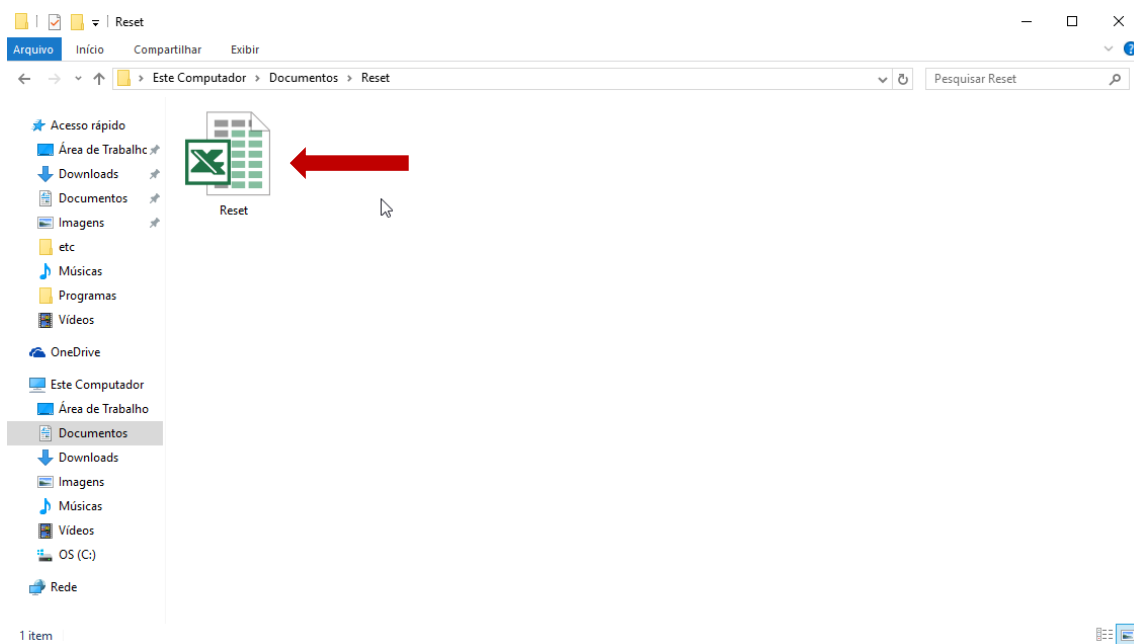 Reset
Arquivo Início Compartilhar Exibir
Este Computador > Documentos > Reset
Pesquisar Reset
Acesso rápido
Área de Trabalhc
Downloads
Documentos
Imagens
etc
Músicas
Programas
Vídeos
OneDrive
Este Computador
Área de Trabalho
Documentos
Downloads
Imagens
Músicas
Vídeos
OS (C:)
Rede
Reset
1 item